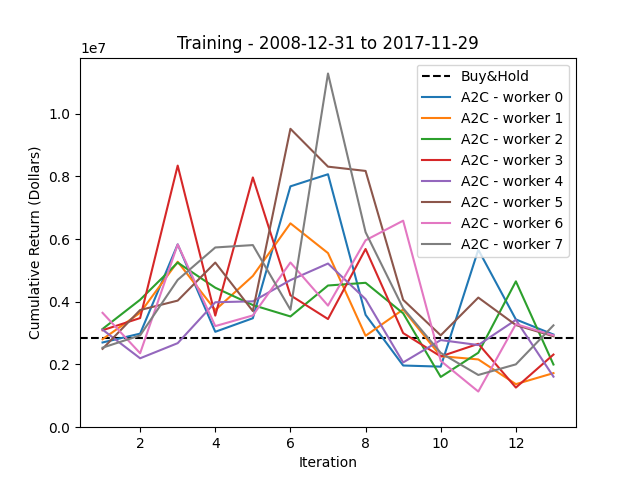 Training - 2008-12-31 to 2017-11-29
1e7
Buy&Hold
A2C - worker 0
A2C - worker 1
A2C - worker 2
A2C - worker 3
A2C - worker 4
A2C - worker 5
A2C - worker 6
A2C - worker 7
1.0
0.8
0.6
0.4
0.2
0.0
Cumulative Return (Dollars)
2 4 6 8 10 12
Iteration